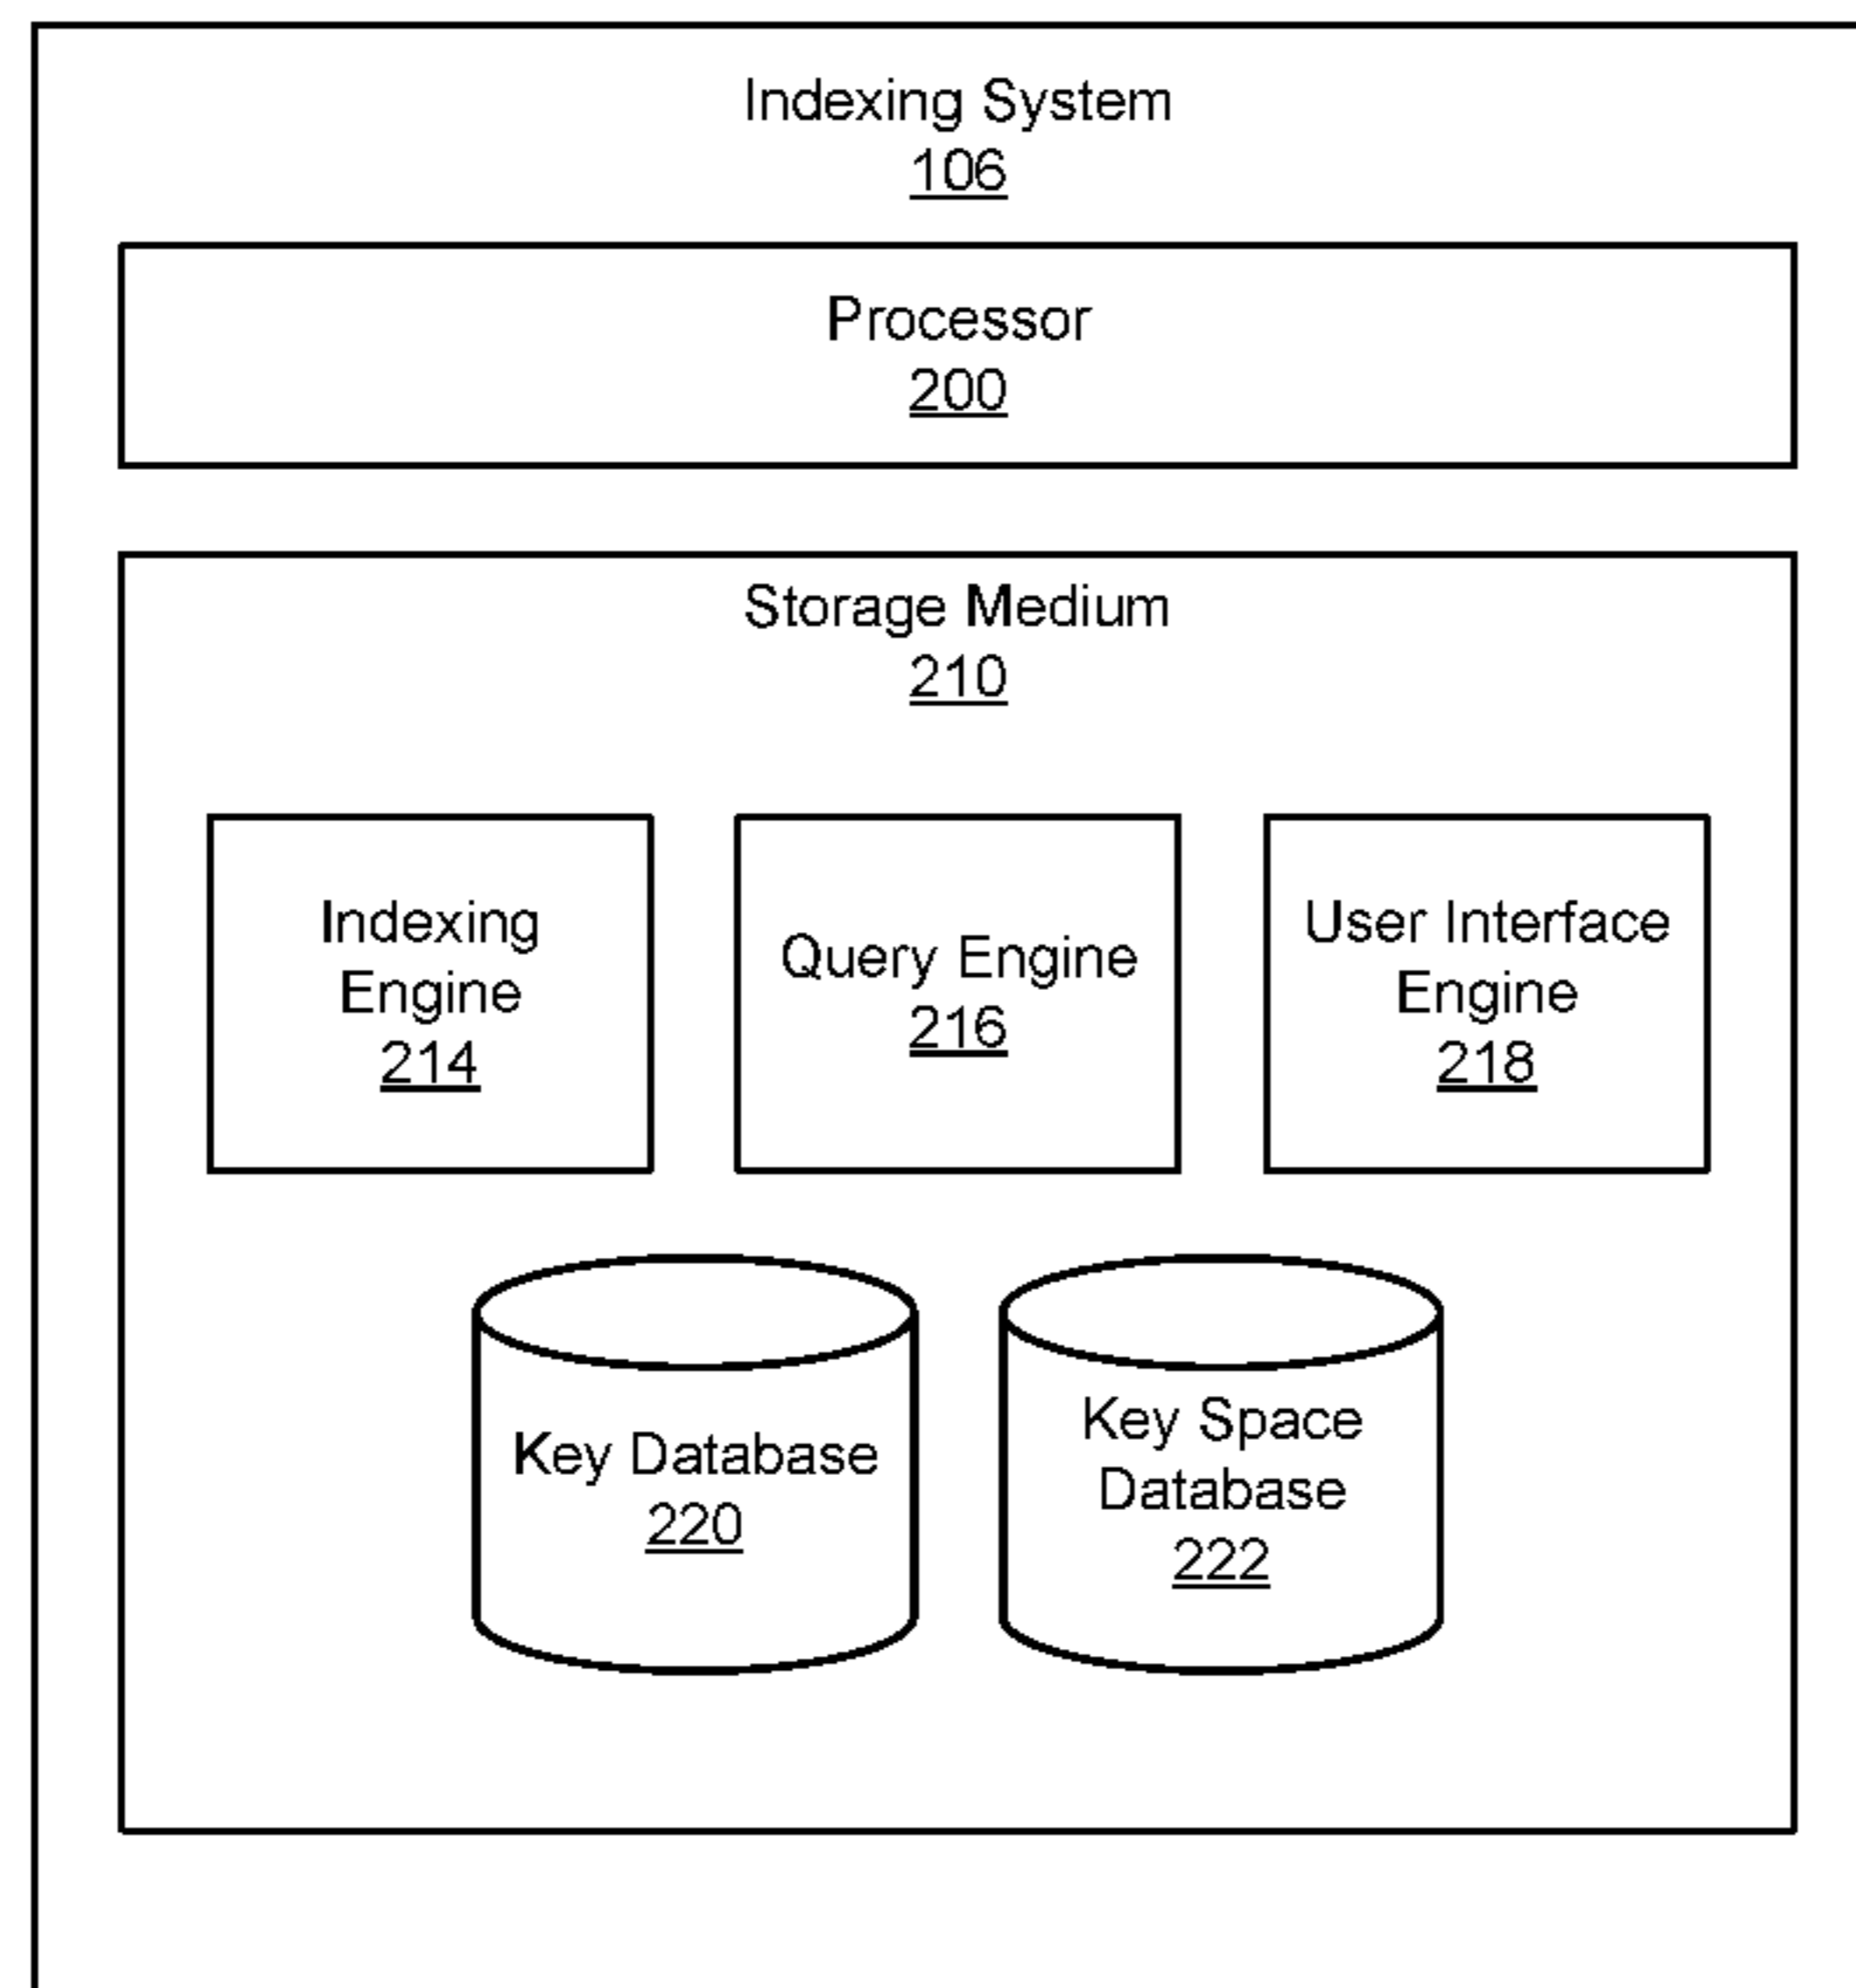 Indexing System
106
Processor
200
Storage Medium
210
Indexing
Engine
214
Query Engine
216
User Interface
Engine
218
Key Database
220
Key Space
Database
222